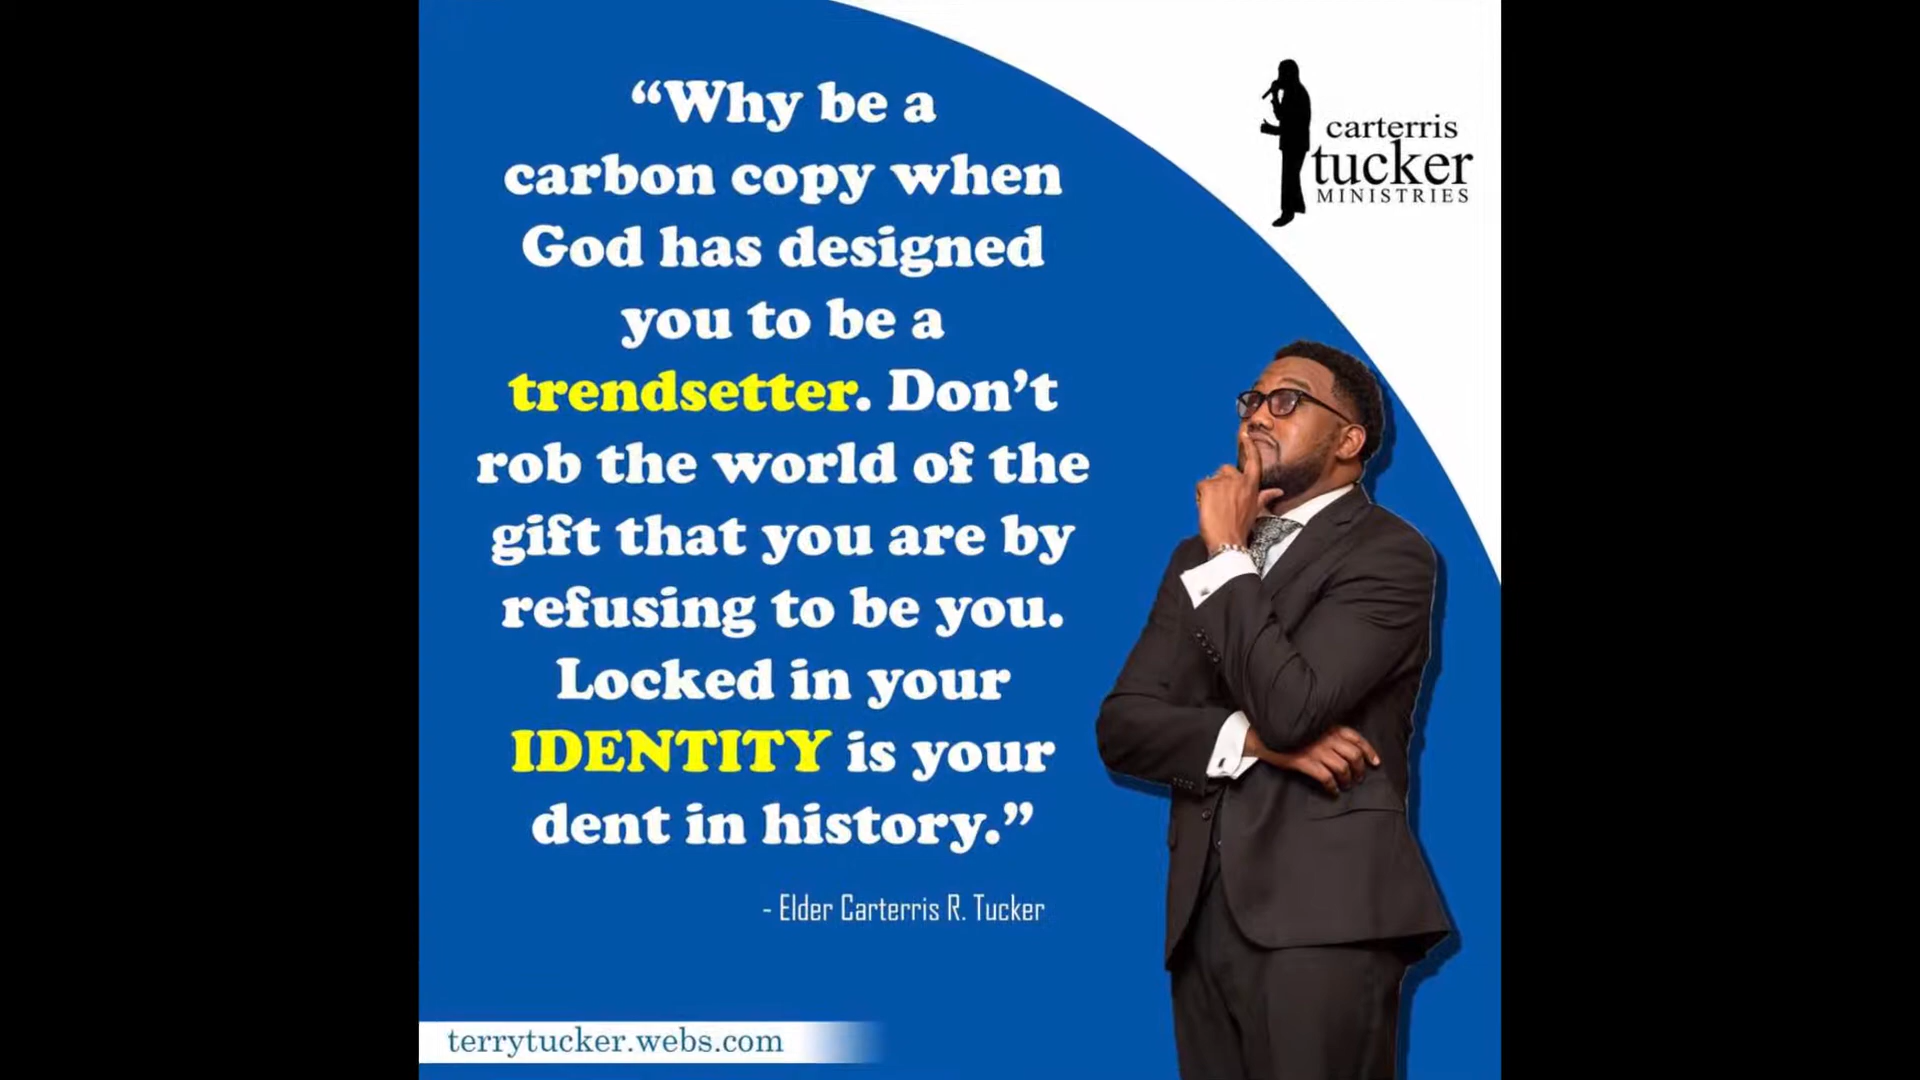 “Why be a
carbon copy when
God has designed
you to be a
trendsetter. Don’t
rob the world of the
gift that you are by
refusing to be you.
Locked in your
IDENTITY is your
dent in history.”
- Elder Carterris R. Tucker
terrytucker.webs.com
carterris
tucker
MINISTRIES